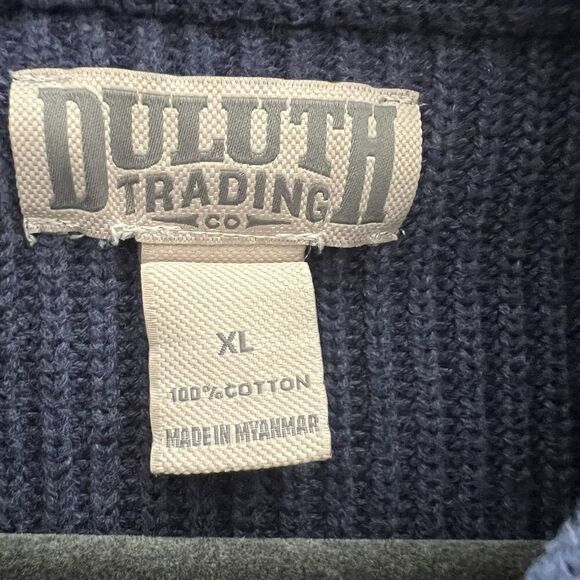 DULUTH
TRADING
CO
XL
100% COTTON
MADE IN MYANMAR